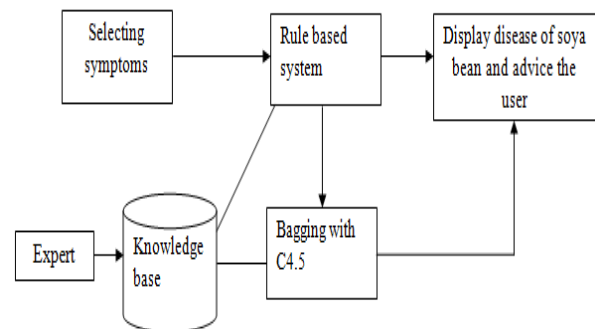 Selecting
symptoms
Rule based
system
Display disease of soya
bean and advice the
user
Expert
Knowledge
base
Bagging with
C4.5